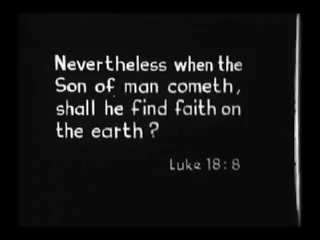 Nevertheless when the
Son of man cometh,
shall he find faith on
the earth?
Luke 18:8